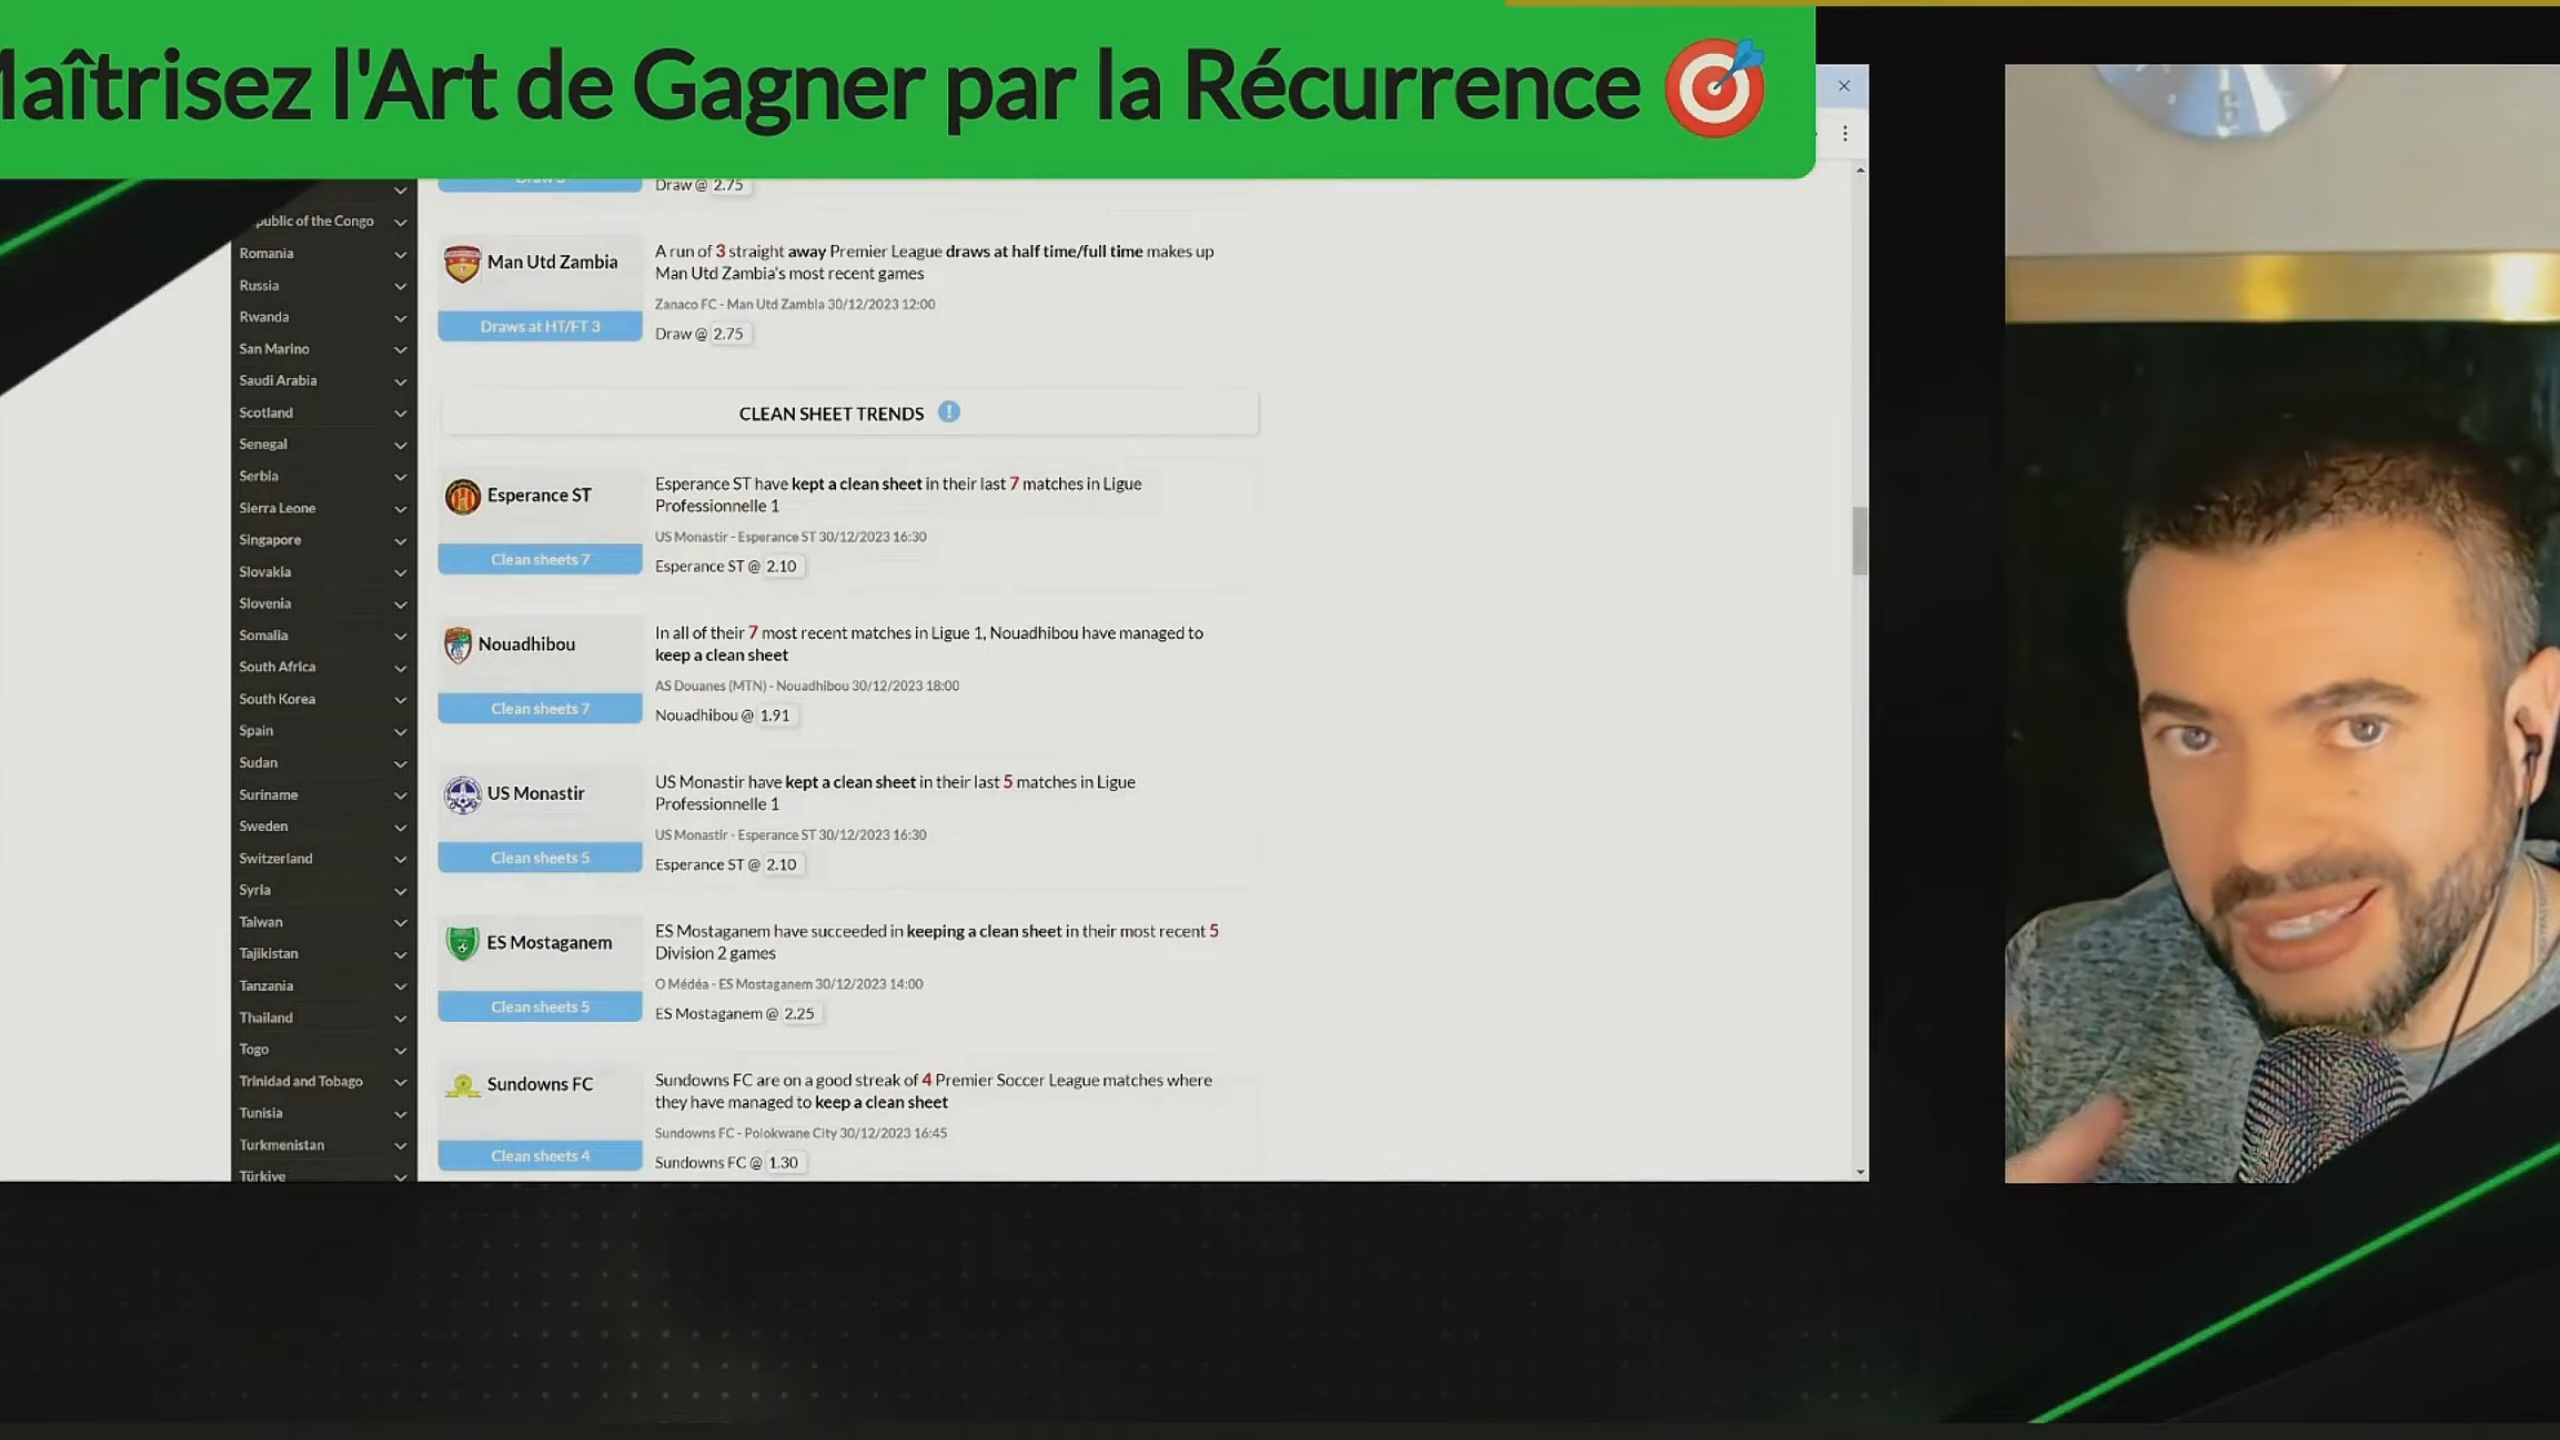 aîtrisez l'Art de Gagner par la Récurrence
Draw @ 2.75
public of the Congo
Romania
Russia
Rwanda
San Marino
Saudi Arabia
Scotland
Senegal
Serbia
Sierra Leone
Singapore
Slovakia
Slovenia
Somalia
South Africa
South Korea
Spain
Sudan
Suriname
Sweden
Switzerland
Syria
Taiwan
Tajikistan
Tanzania
Thailand
Togo
Trinidad and Tobago
Tunisia
Turkmenistan
Türkiye
Man Utd Zambia
Draws at HT/FT 3
A run of 3 straight away Premier League draws at half time/full time makes up
Man Utd Zambia's most recent games
Zanaco FC - Man Utd Zambia 30/12/2023 12:00
Draw @ 2.75
CLEAN SHEET TRENDS
Esperance ST
Clean sheets 7
Esperance ST have kept a clean sheet in their last 7 matches in Ligue
Professionnelle 1
US Monastir - Esperance ST 30/12/2023 16:30
Esperance ST @ 2.10
Nouadhibou
Clean sheets 7
In all of their 7 most recent matches in Ligue 1, Nouadhibou have managed to
keep a clean sheet
AS Douanes (MTN) - Nouadhibou 30/12/2023 18:00
Nouadhibou @ 1.91
US Monastir
Clean sheets 5
US Monastir have kept a clean sheet in their last 5 matches in Ligue
Professionnelle 1
US Monastir - Esperance ST 30/12/2023 16:30
Esperance ST @ 2.10
ES Mostaganem
Clean sheets 5
ES Mostaganem have succeeded in keeping a clean sheet in their most recent 5
Division 2 games
O Médéa - ES Mostaganem 30/12/2023 14:00
ES Mostaganem @ 2.25
Sundowns FC
Clean sheets 4
Sundowns FC are on a good streak of 4 Premier Soccer League matches where
they have managed to keep a clean sheet
Sundowns FC - Polokwane City 30/12/2023 16:45
Sundowns FC @ 1.30